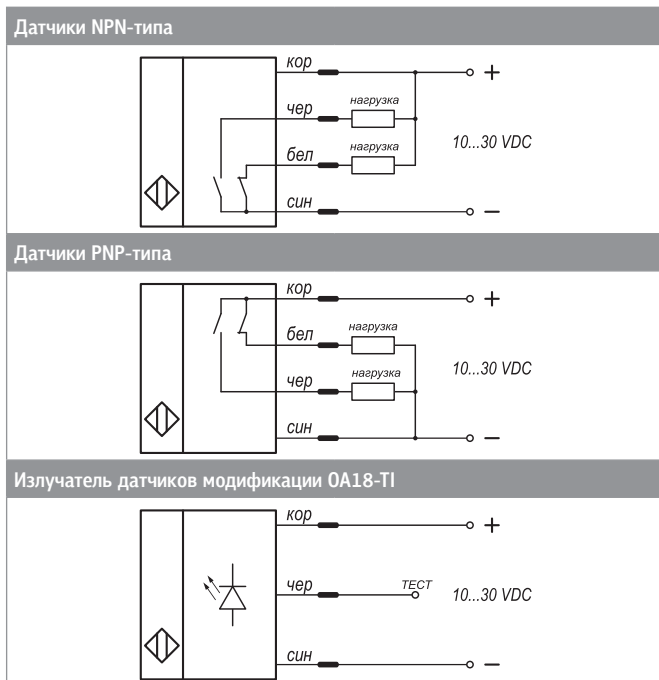 Датчики NPN-типа
кор
+
чер
нагрузка
10...30 VDC
бел
нагрузка
син
−
Датчики PNP-типа
кор
+
бел
нагрузка
10...30 VDC
чер
нагрузка
син
−
Излучатель датчиков модификации ОА18-TI
кор
+
чер
ТЕСТ
10...30 VDC
син
−